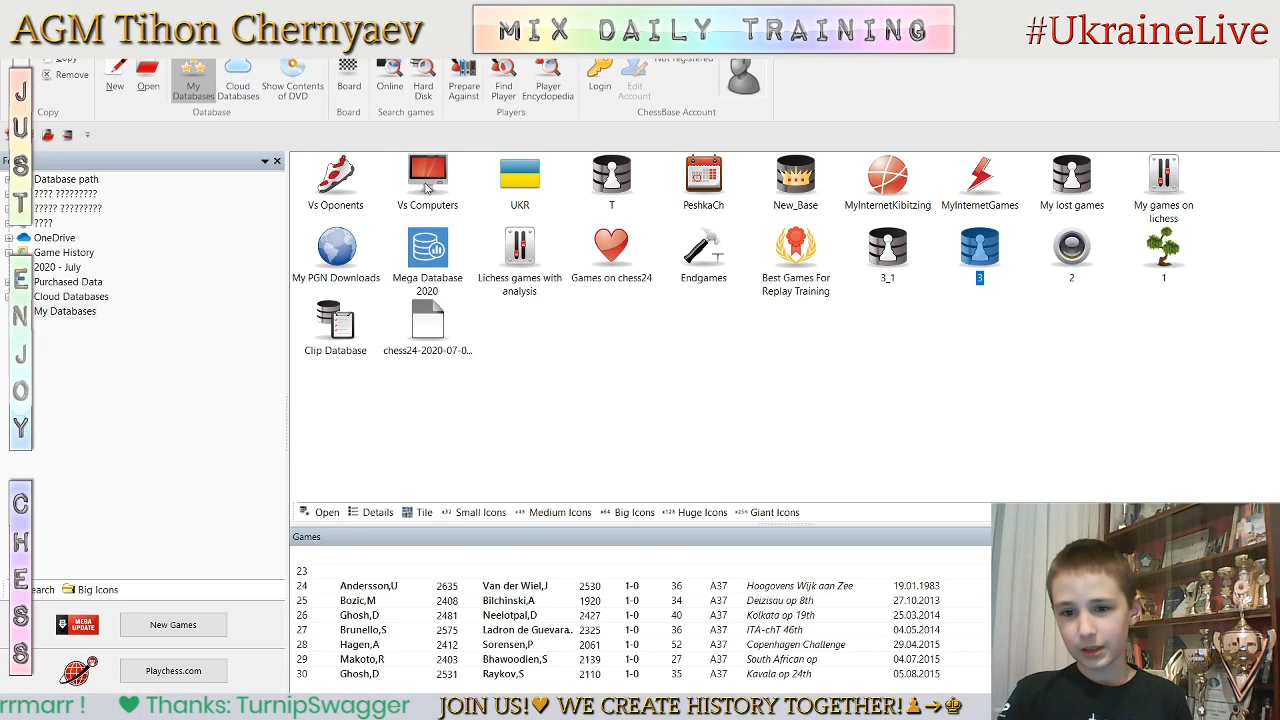 AGM Tihon Chernyaev
MIX DAILY TRAINING
#UkraineLive
JUST
ENJOY
CHESS
Copy
Remove
Copy
New
Open
My Databases
Cloud Databases
Show Contents of DVD
Database
Board
Board
Online
Hard Disk
Search games
Prepare Against
Find Player
Player Encyclopedia
Players
Login
Edit Account
Not registered
ChessBase Account
Database path
???? ?????????
????? ?????????
????
OneDrive
Game History
2020 - July
Purchased Data
Cloud Databases
My Databases
Vs Oponents
Vs Computers
UKR
T
PeshkaCh
New_Base
MyInternetKibitzing
MyInternetGames
My lost games
My games on lichess
My PGN Downloads
Mega Database 2020
Lichess games with analysis
Games on chess24
Endgames
Best Games For Replay Training
3_1
3
2
1
Clip Database
chess24-2020-07-0...
Open
Details
Tile
x32 Small Icons
x48 Medium Icons
x64 Big Icons
x128 Huge Icons
x256 Giant Icons
Games
23
24 Andersson,U 2635 Van der Wiel,J 2530 1-0 36 A37 Hoogovens Wijk aan Zee 19.01.1983
25 Bozic,M 2408 Bilchinski,A 1920 1-0 34 A37 Deizisau op 8th 27.10.2013
26 Ghosh,D 2481 Neelotpal,D 2427 1-0 40 A37 Kolkata op 19th 25.03.2014
27 Brunello,S 2575 Ladron de Guevara.. 2325 1-0 36 A37 ITA-chT 46th 04.05.2014
28 Hagen,A 2412 Sorensen,P 2061 1-0 52 A37 Copenhagen Challenge 29.04.2015
29 Makoto,R 2403 Bhawoodien,S 2139 1-0 27 A37 South African op 04.07.2015
30 Ghosh,D 2531 Raykov,S 2110 1-0 35 A37 Kavala op 24th 05.08.2015
earch
Big Icons
MEGA UPDATE
New Games
Playchess.com
rrmarr !
Thanks: TurnipSwagger
JOIN US! WE CREATE HISTORY TOGETHER!